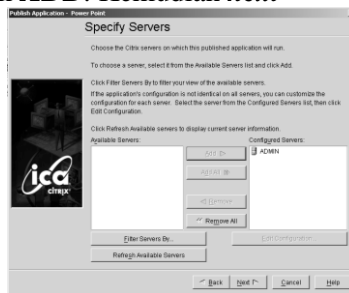 Publish Application - Power Point
Specify Servers
Choose the Citrix servers on which this published application will run.
To choose a server, select it from the Available Servers list and click Add.
Click Filter Servers By to filter your view of the available servers.
If the application's configuration is not identical on all servers, you can customize the configuration for each server. Select the server from the Configured Servers list, then click Edit Configuration.
Click Refresh Available servers to display current server information.
Available Servers:
Configured Servers:
Add
ADMIN
Add All
Remove
Remove All
ica
citrix
Filter Servers By...
Edit Configuration...
Refresh Available Servers
Back
Next
Cancel
Help